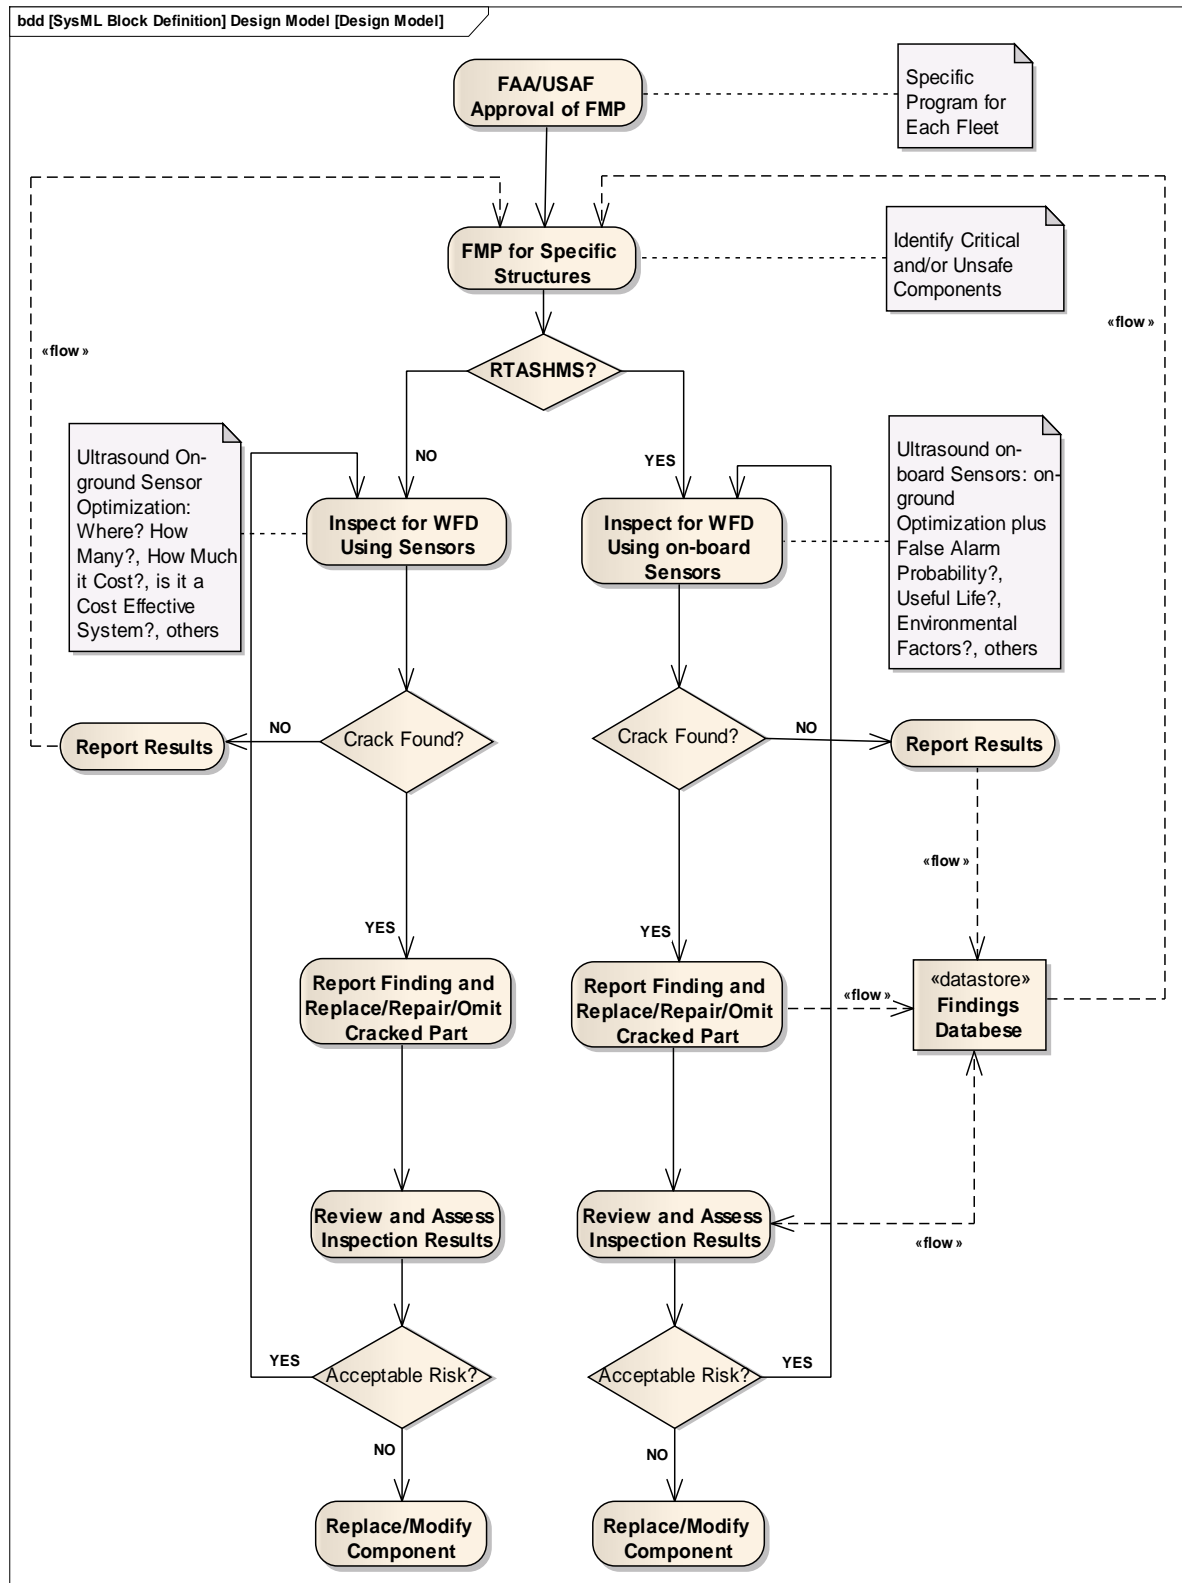 bdd [SysML Block Definition] Design Model [Design Model]
FAA/USAF
Approval of FMP
Specific
Program for
Each Fleet
FMP for Specific
Structures
Identify Critical
and/or Unsafe
Components
«flow»
«flow»
RTASHMS?
NO
YES
Ultrasound On-
ground Sensor
Optimization:
Where? How
Many?, How Much
it Cost?, is it a
Cost Effective
System?, others
Inspect for WFD
Using Sensors
Inspect for WFD
Using on-board
Sensors
Ultrasound on-
board Sensors: on-
ground
Optimization plus
False Alarm
Probability?,
Useful Life?,
Environmental
Factors?, others
Report Results
NO
Crack Found?
Crack Found?
NO
Report Results
«flow»
YES
YES
Report Finding and
Replace/Repair/Omit
Cracked Part
Report Finding and
Replace/Repair/Omit
Cracked Part
«flow»
«datastore»
Findings
Databese
Review and Assess
Inspection Results
Review and Assess
Inspection Results
«flow»
YES
Acceptable Risk?
Acceptable Risk?
YES
NO
NO
Replace/Modify
Component
Replace/Modify
Component